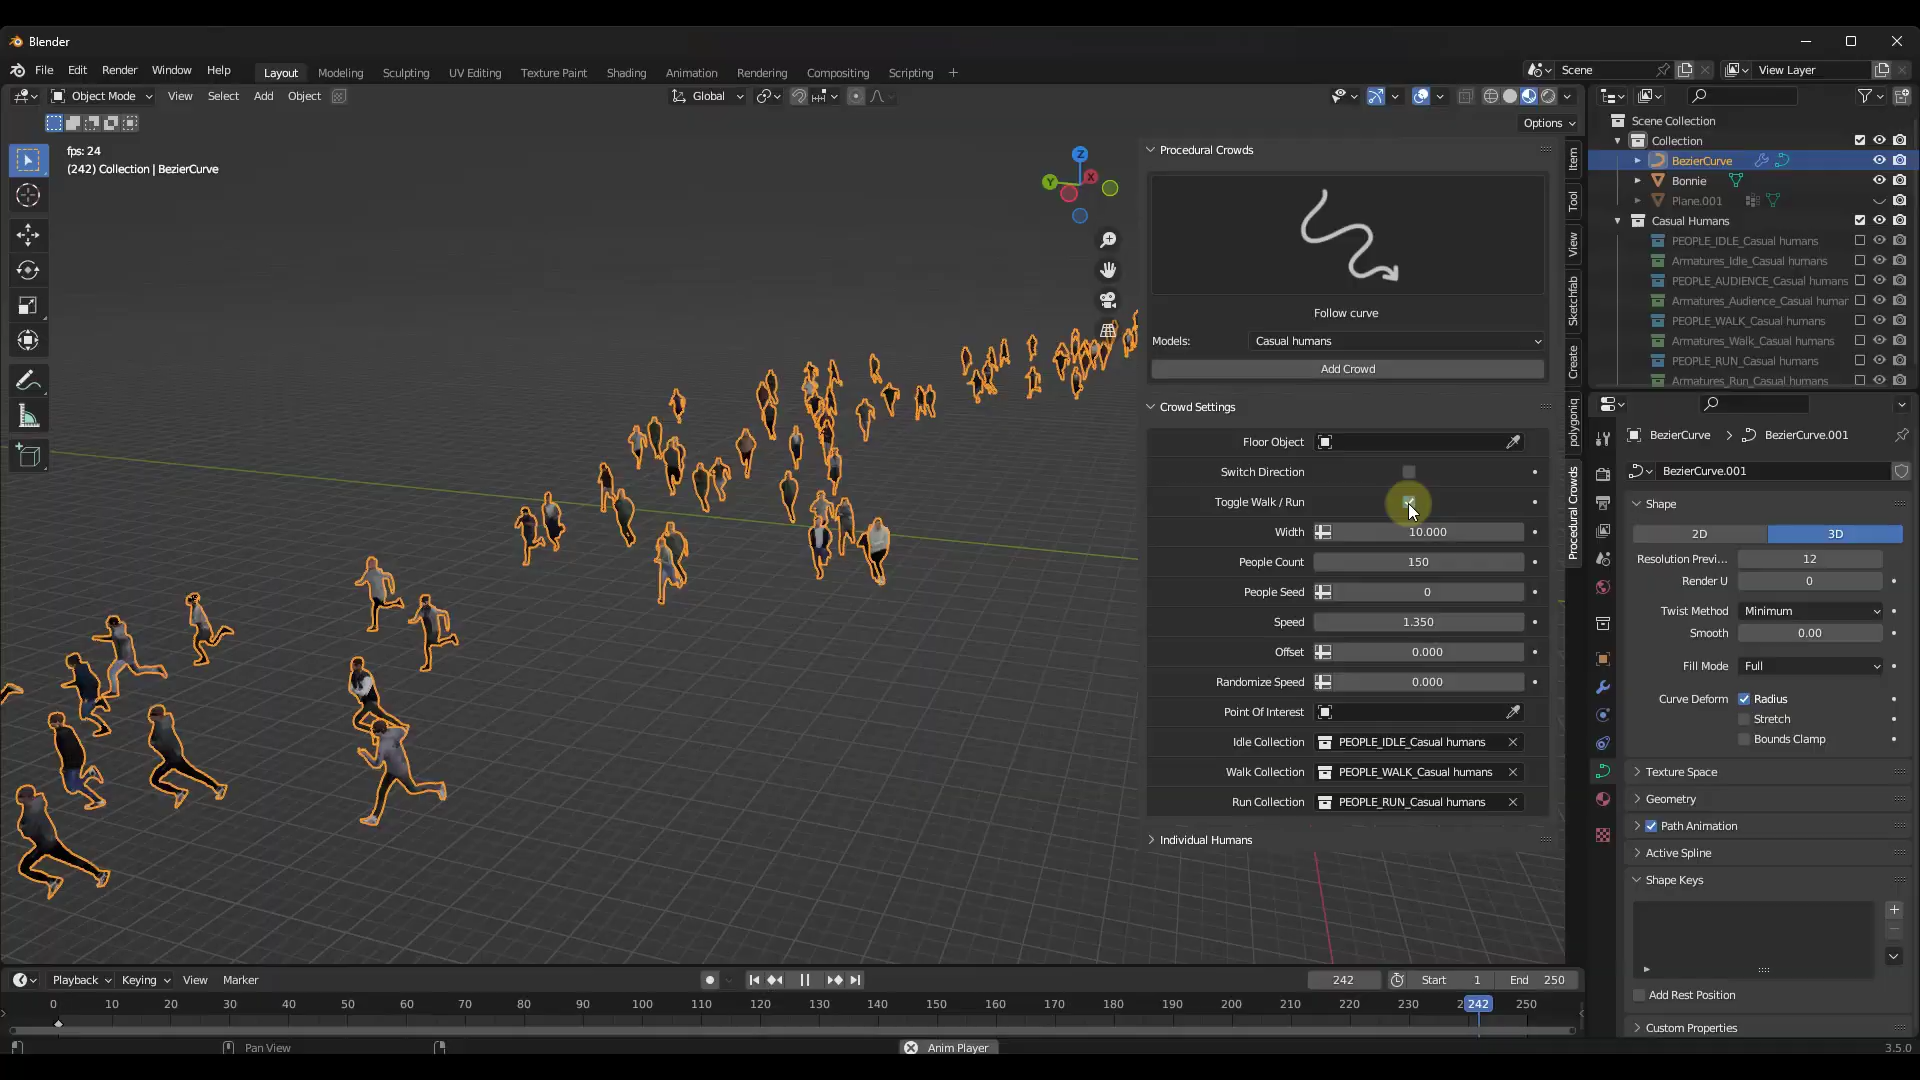 Blender
File Edit Render Window Help
Layout Modeling Sculpting UV Editing Texture Paint Shading Animation Rendering Compositing Scripting +
Scene
View Layer
Object Mode View Select Add Object
Global
Options
fps: 24
(242) Collection | BezierCurve
Z
Y
X
Procedural Crowds
Follow curve
Models: Casual humans
Add Crowd
Crowd Settings
Floor Object
Switch Direction
Toggle Walk / Run
Width 10.000
People Count 150
People Seed 0
Speed 1.350
Offset 0.000
Randomize Speed 0.000
Point Of Interest
Idle Collection PEOPLE_IDLE_Casual humans
Walk Collection PEOPLE_WALK_Casual humans
Run Collection PEOPLE_RUN_Casual humans
Individual Humans
Item
Tool
View
Sketchfab
Create
polygoniq
Procedural Crowds
Scene Collection
Collection
BezierCurve
Bonnie
Plane.001
Casual Humans
PEOPLE_IDLE_Casual humans
Armatures_Idle_Casual humans
PEOPLE_AUDIENCE_Casual humans
Armatures_Audience_Casual humar
PEOPLE_WALK_Casual humans
Armatures_Walk_Casual humans
PEOPLE_RUN_Casual humans
Armatures_Run_Casual humans
BezierCurve > BezierCurve.001
BezierCurve.001
Shape
2D 3D
Resolution Previ... 12
Render U 0
Twist Method Minimum
Smooth 0.00
Fill Mode Full
Curve Deform Radius
Stretch
Bounds Clamp
Texture Space
Geometry
Path Animation
Active Spline
Shape Keys
Add Rest Position
Custom Properties
Playback Keying View Marker
242 Start 1 End 250
0 10 20 30 40 50 60 70 80 90 100 110 120 130 140 150 160 170 180 190 200 210 220 230 2 242 250
Pan View
Anim Player
3.5.0